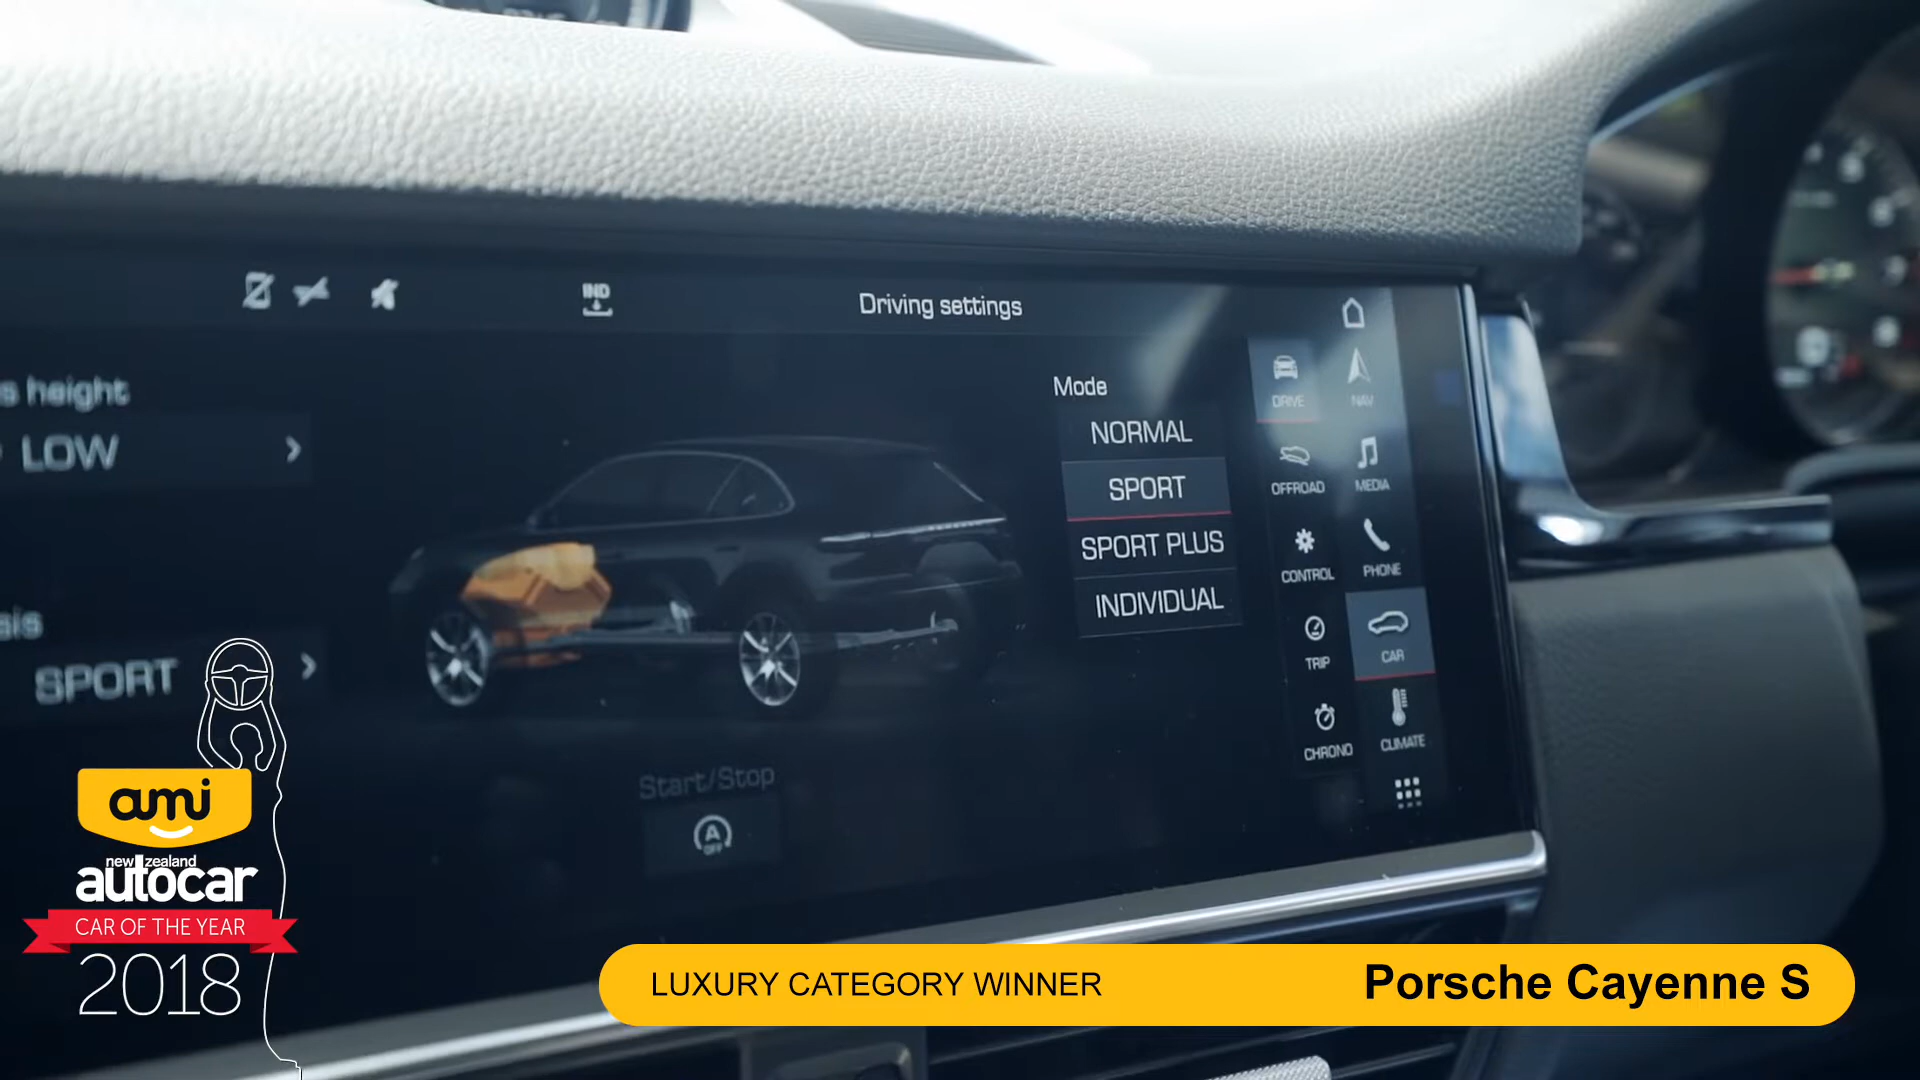 IND
Driving settings
s height
LOW
Mode
NORMAL
SPORT
SPORT PLUS
INDIVIDUAL
DRIVE
NAV
OFFROAD
MEDIA
CONTROL
PHONE
TRIP
CAR
CHRONO
CLIMATE
sis
SPORT
Start/Stop
A
OFF
ami
new zealand
autocar
CAR OF THE YEAR
2018
LUXURY CATEGORY WINNER
Porsche Cayenne S